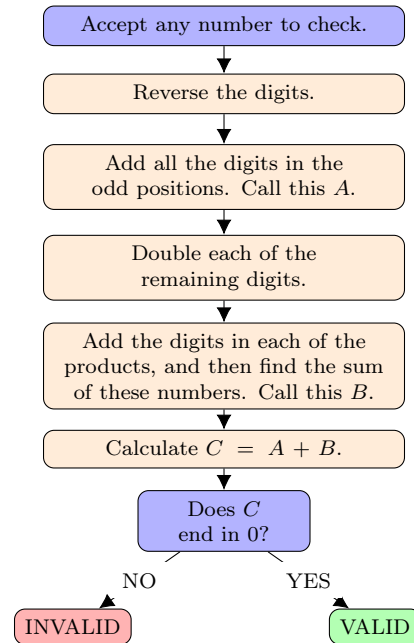 Accept any number to check.
Reverse the digits.
Add all the digits in the
odd positions. Call this A.
Double each of the
remaining digits.
Add the digits in each of the
products, and then find the sum
of these numbers. Call this B.
Calculate C = A + B.
Does C
end in 0?
NO
YES
INVALID
VALID